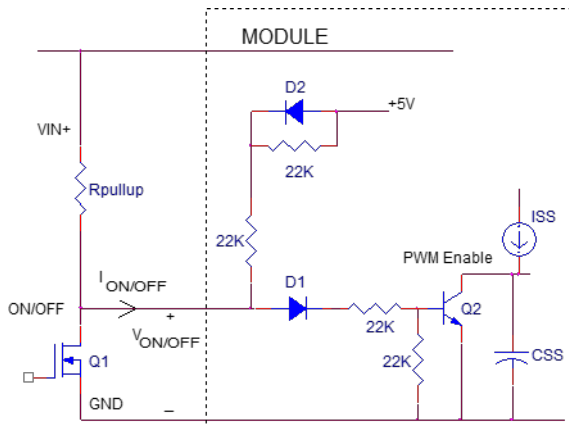 MODULE
D2
+5V
VIN+
22K
Rpullup
22K
ISS
I ON/OFF
D1
PWM Enable
ON/OFF
+
V ON/OFF
22K
Q2
Q1
22K
CSS
GND
–